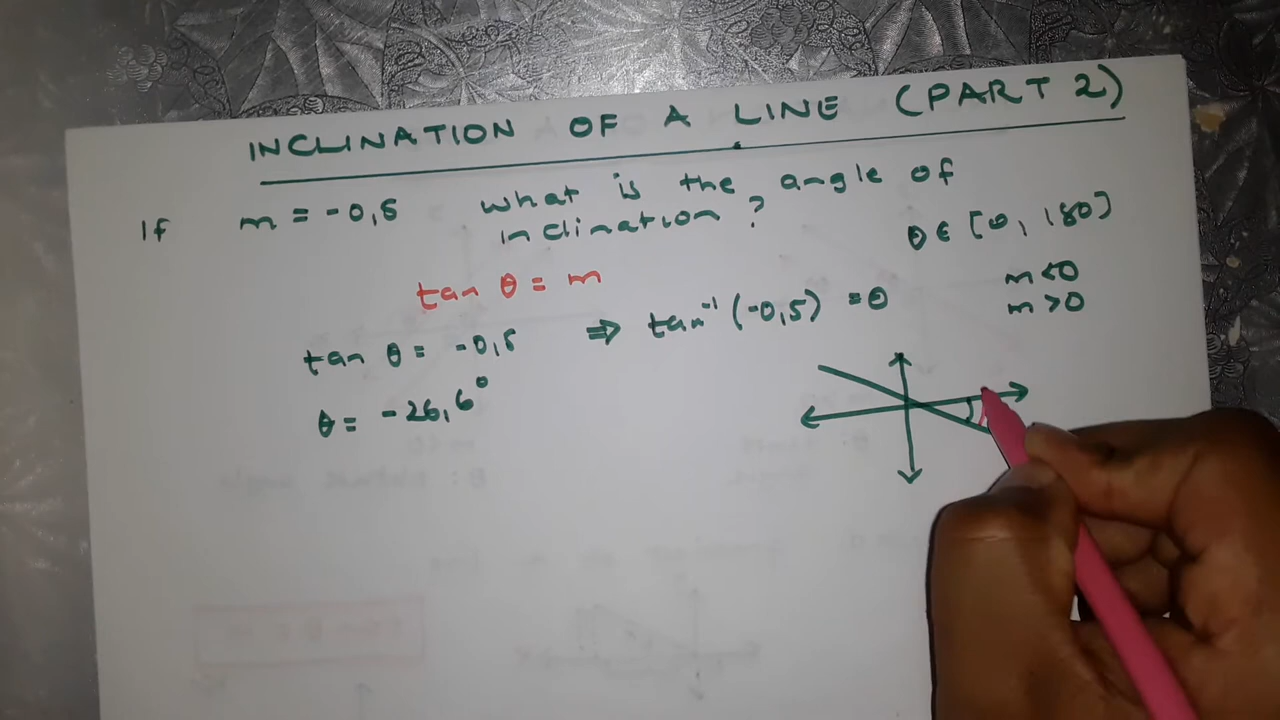 INCLINATION OF A LINE (PART 2)
If m = -0,5 what is the angle of
inclination ?
θ ∈ [0, 180]
tan θ = m
m < 0
m > 0
tan θ = -0,5 ⇒ tan⁻¹ (-0,5) = θ
θ = -26,6°